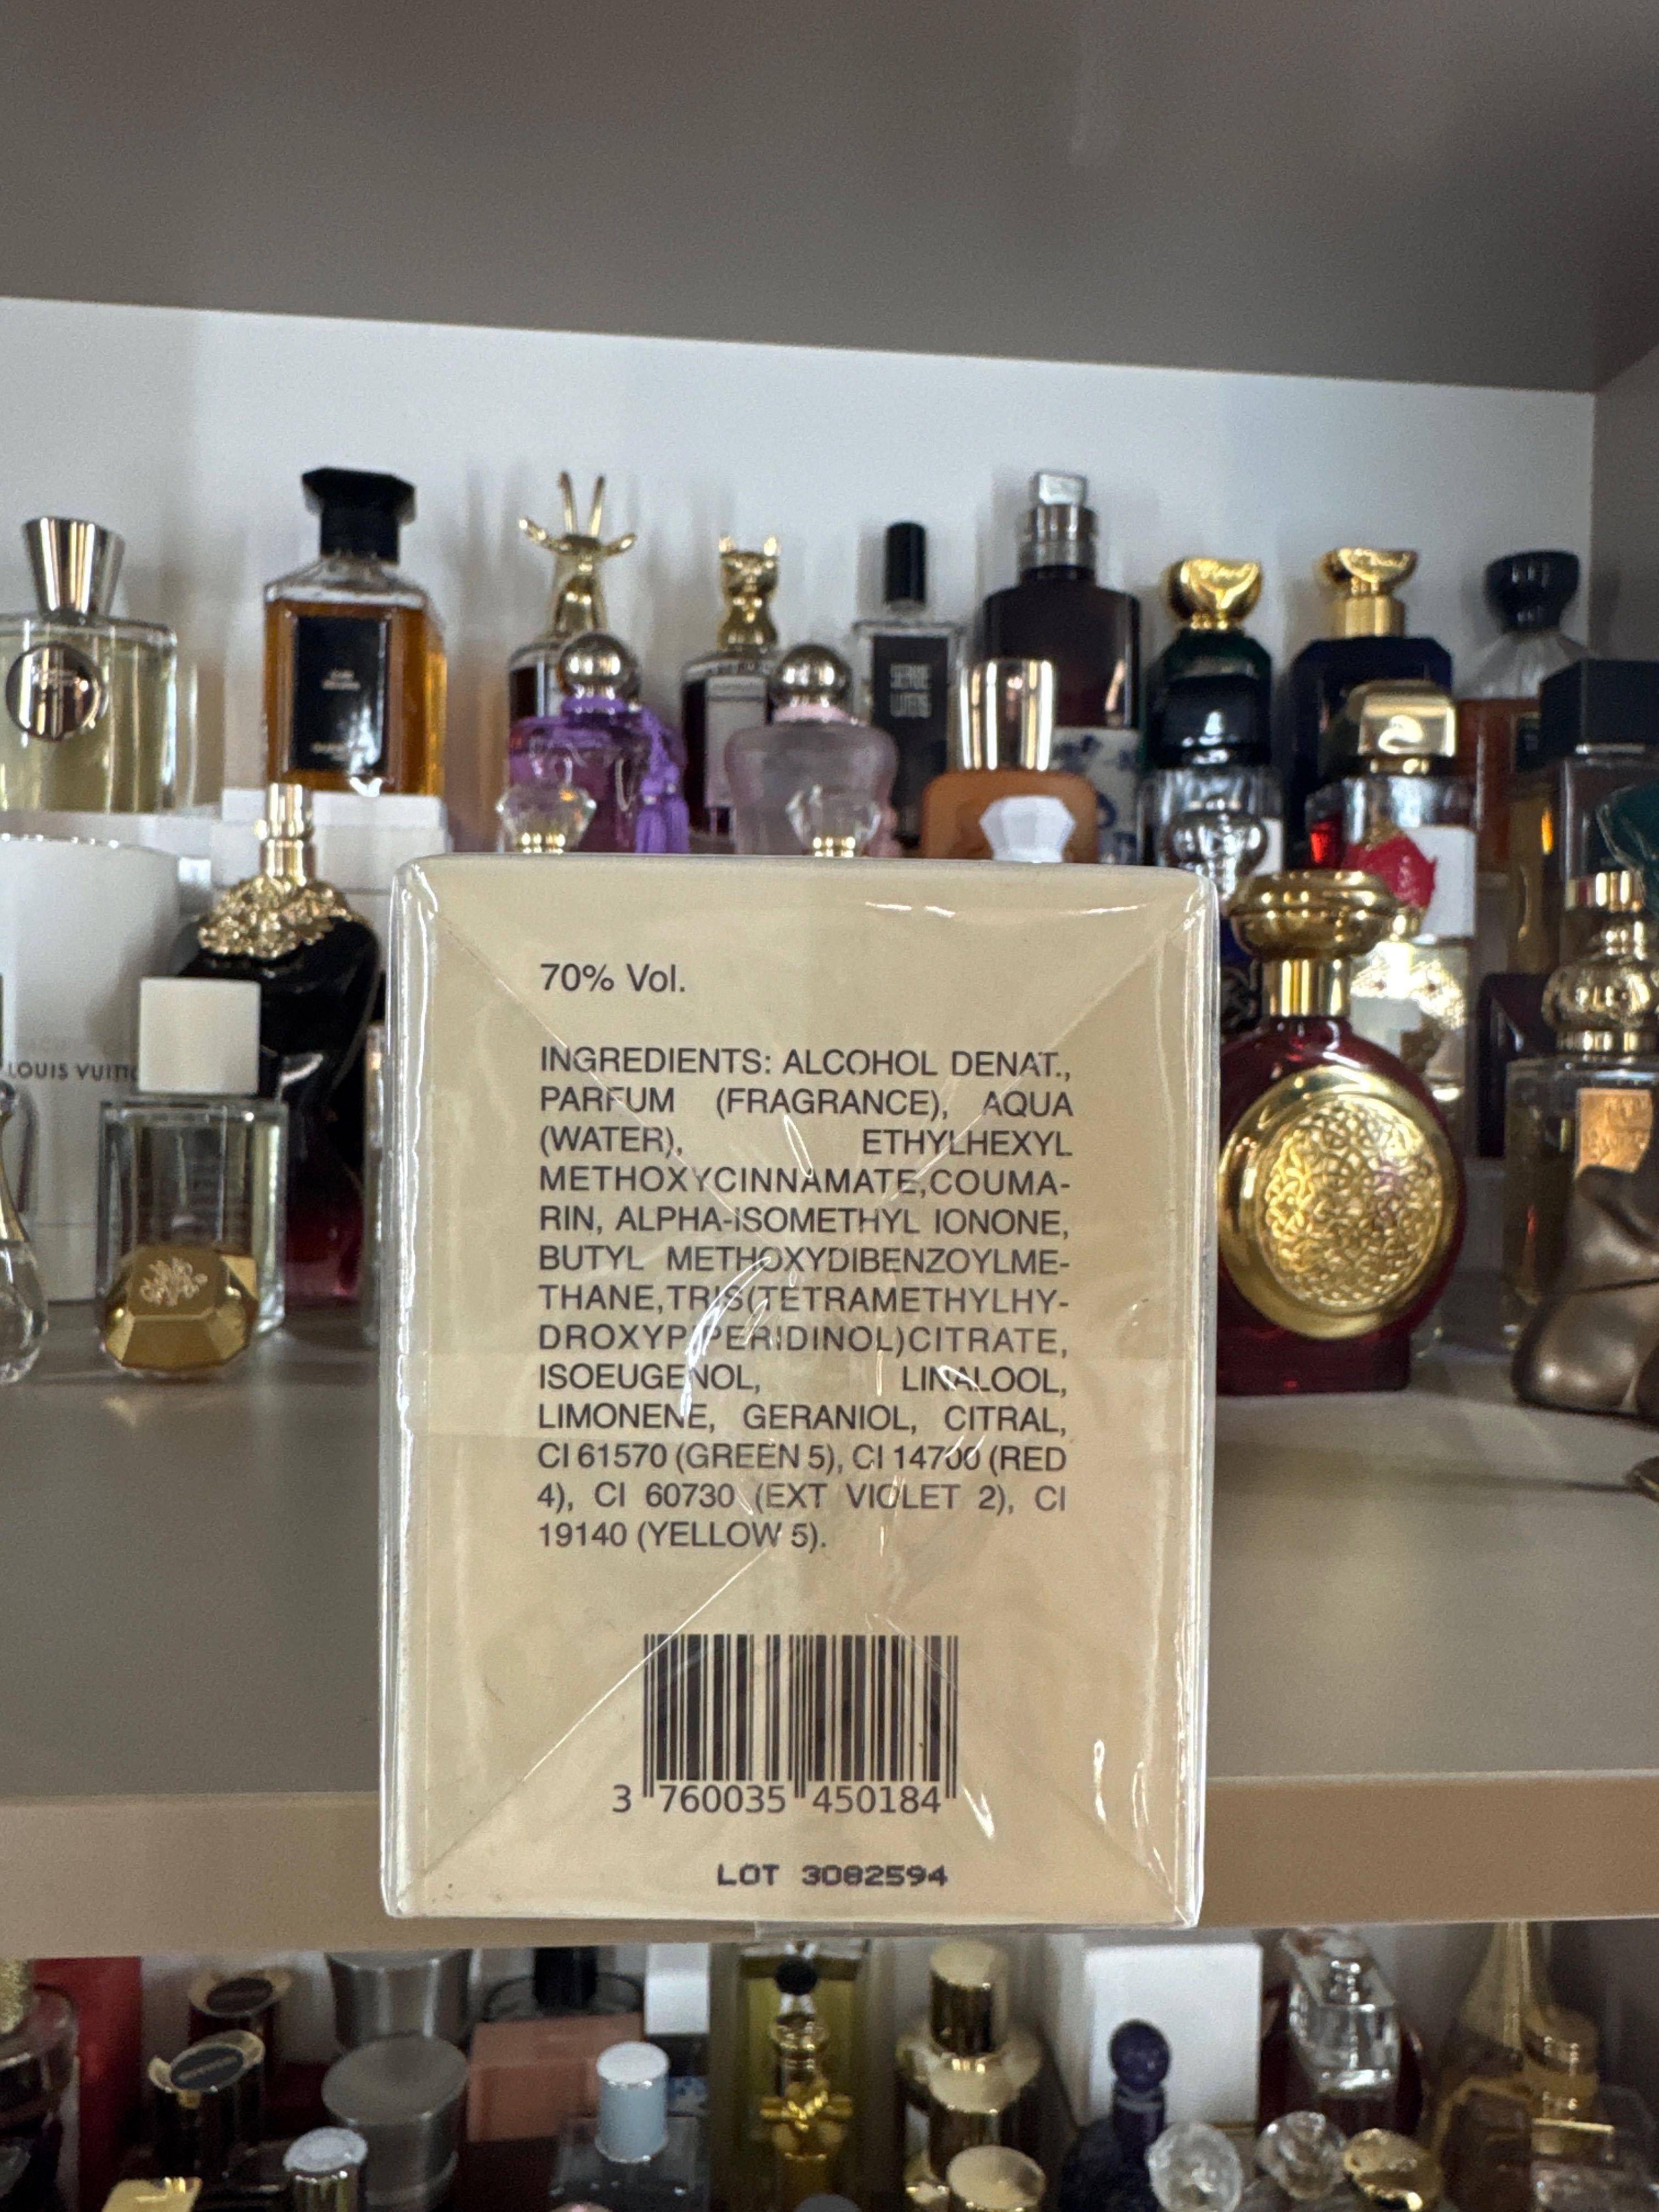 SERGE
LUTENS
LOUIS VUITTO
70% Vol.
INGREDIENTS: ALCOHOL DENAT.,
PARFUM (FRAGRANCE), AQUA
(WATER), ETHYLHEXYL
METHOXYCINNAMATE,COUMA-
RIN, ALPHA-ISOMETHYL IONONE,
BUTYL METHOXYDIBENZOYLME-
THANE,TRIS(TETRAMETHYLHY-
DROXYPIPERIDINOL)CITRATE,
ISOEUGENOL, LINALOOL,
LIMONENE, GERANIOL, CITRAL,
CI 61570 (GREEN 5), CI 14700 (RED
4), CI 60730 (EXT VIOLET 2), CI
19140 (YELLOW 5).
3 760035 450184
LOT 3082594